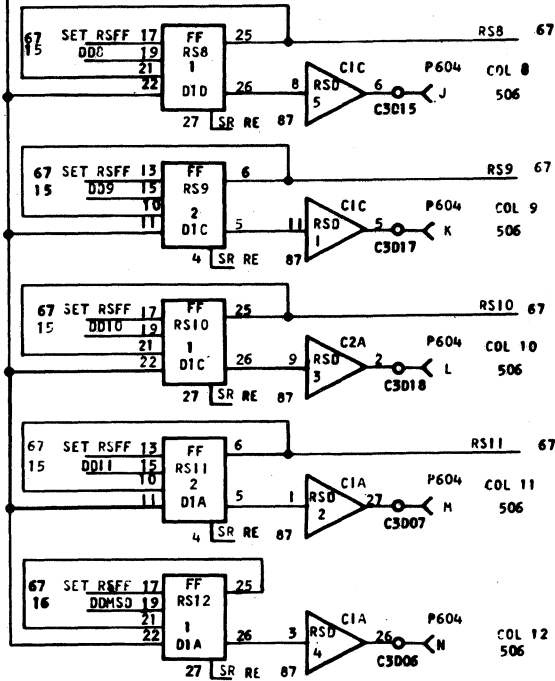 67 SET RSFF 17 FF 25 RS8 67
15 DD8 19 RS8
21 1 C1C P604 COL 8
22 D1D 26 8 RSD 5 6 C3D15 J 506
27 SR RE 87
67 SET RSFF 13 FF 6 RS9 67
15 DD9 15 RS9
10 2 C1C P604 COL 9
11 D1C 5 11 RSD 1 5 C3D17 K 506
4 SR RE 87
67 SET RSFF 17 FF 25 RS10 67
15 DD10 19 RS10
21 1 C2A P604 COL 10
22 D1C 26 9 RSD 3 2 C3D18 L 506
27 SR RE 87
67 SET RSFF 13 FF 6 RS11 67
15 DD11 15 RS11
10 2 C1A P604 COL 11
11 D1A 5 1 RSD 2 27 C3D07 M 506
4 SR RE 87
67 SET RSFF 17 FF 25
16 DDMSD 19 RS12
21 1 C1A P604 COL 12
22 D1A 26 3 RSD 4 26 C3D06 N 506
27 SR RE 87